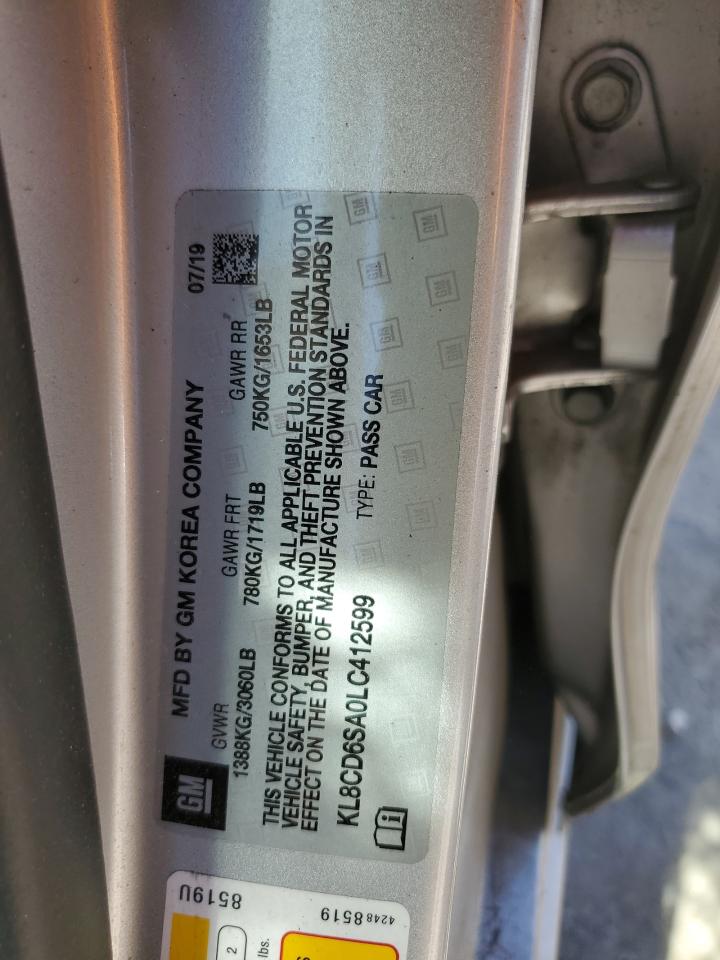 GM
MFD BY GM KOREA COMPANY 07/19
GVWR GAWR FRT GAWR RR
1388KG/3060LB 780KG/1719LB 750KG/1653LB
THIS VEHICLE CONFORMS TO ALL APPLICABLE U.S. FEDERAL MOTOR
VEHICLE SAFETY, BUMPER, AND THEFT PREVENTION STANDARDS IN
EFFECT ON THE DATE OF MANUFACTURE SHOWN ABOVE.
KL8CD6SA0LC412599 TYPE: PASS CAR
8519U
4248 8519
2
lbs.